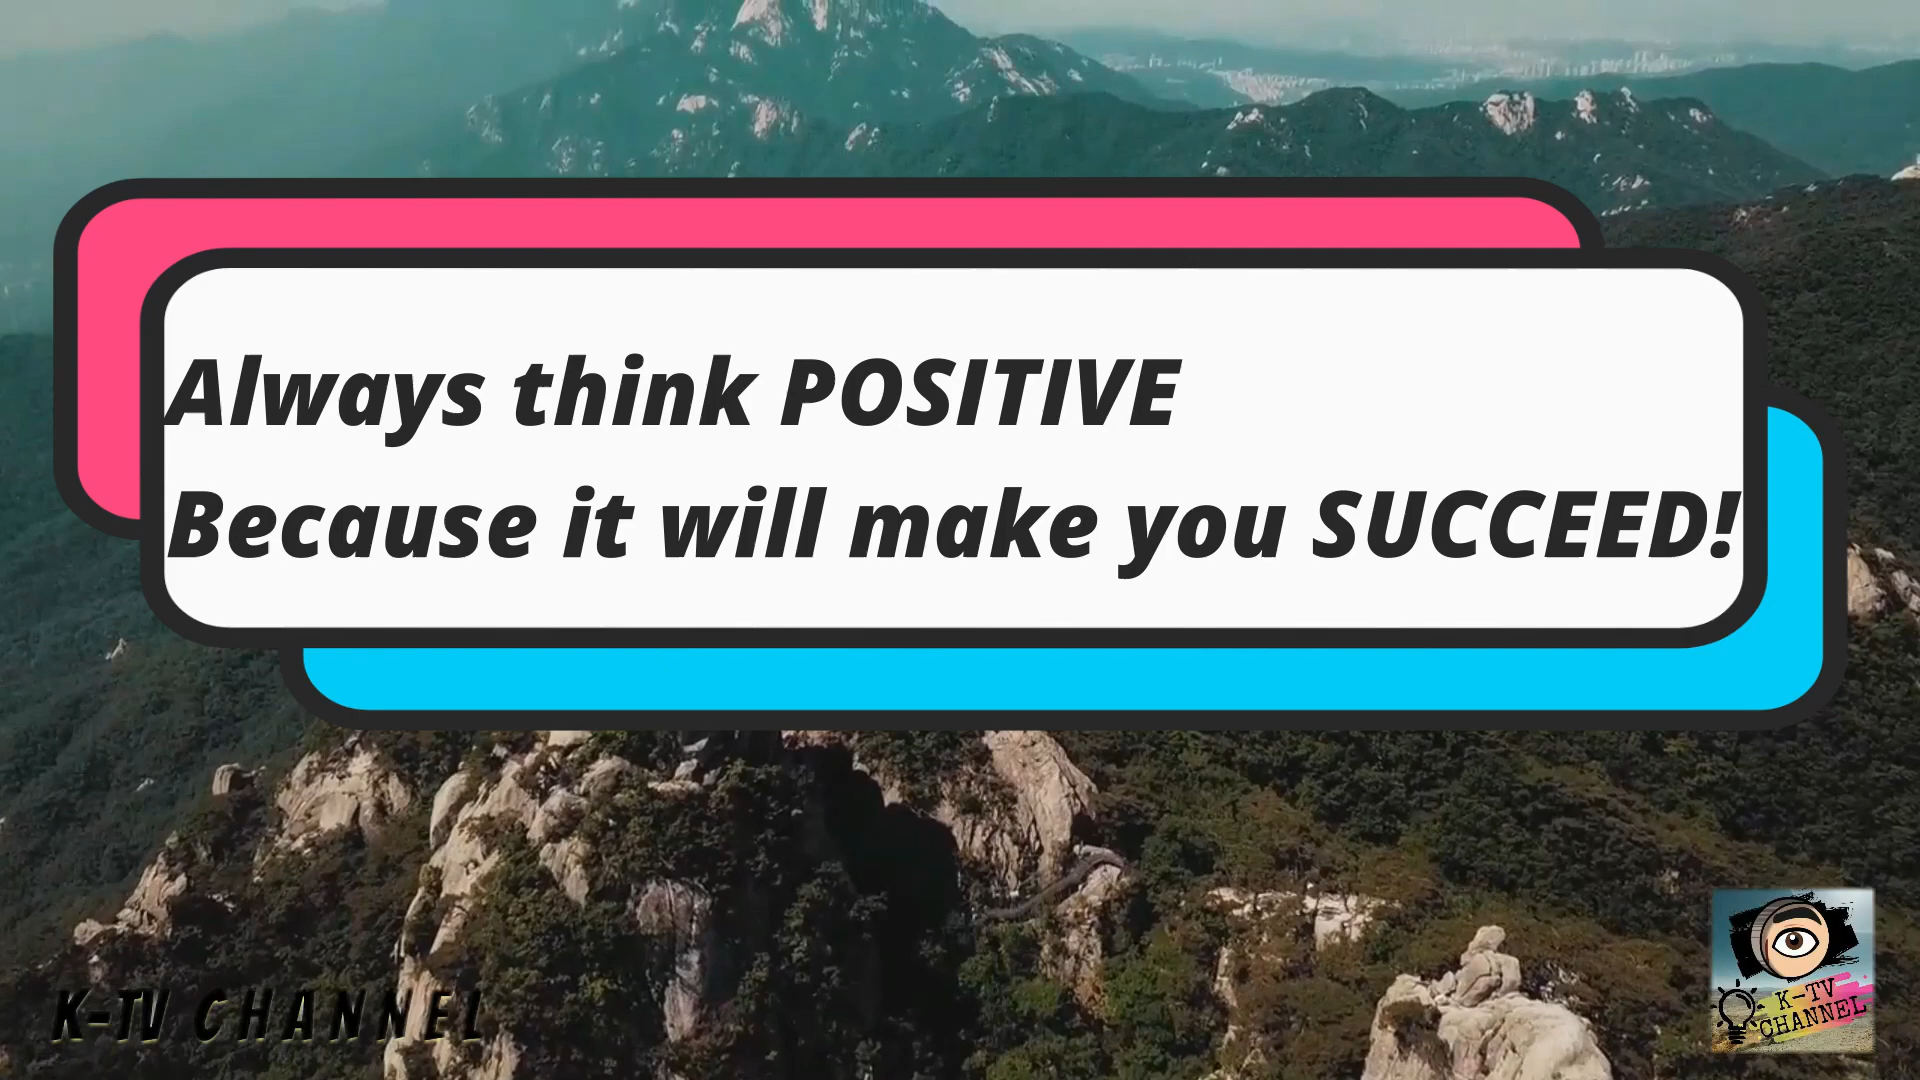 Always think POSITIVE
Because it will make you SUCCEED!
K-TV CHANNEL
K-TV
CHANNEL